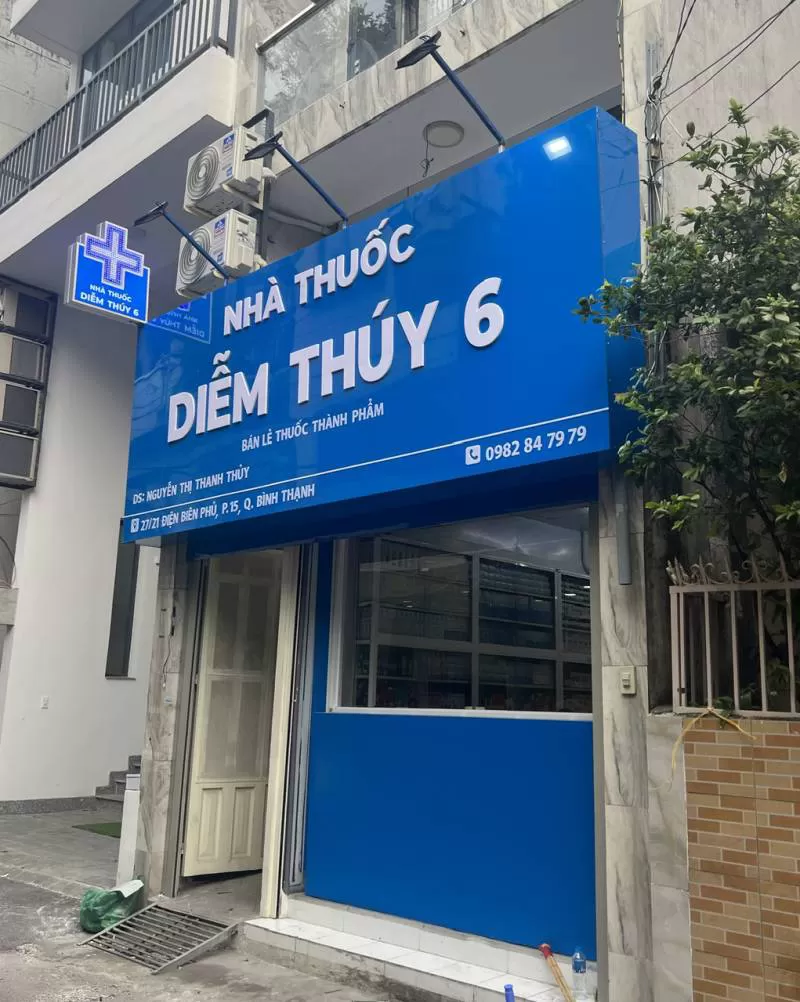 NHÀ THUỐC
DIỄM THÚY 6
NHÀ THUỐC
DIỄM THÚY 6
BÁN LẺ THUỐC THÀNH PHẨM
DS: NGUYỄN THỊ THANH THỦY
0982 84 79 79
27/21 ĐIỆN BIÊN PHỦ, P.15, Q. BÌNH THẠNH